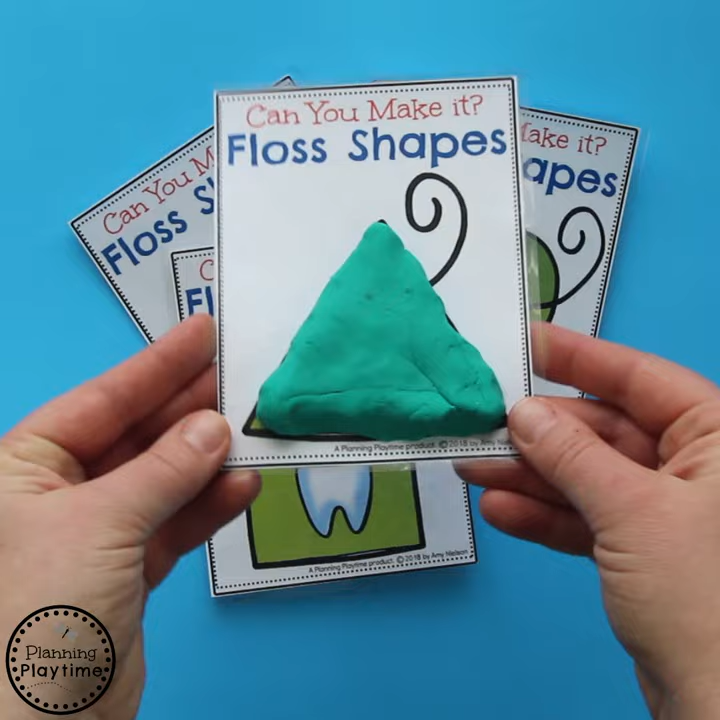 Can You Make it?
Floss Shapes
A Planning Playtime product ©2018 by Amy
Can You M
Floss S
Make it?
apes
C
Fl
A Planning Playtime product. © 2018 by Amy Nielson
Planning
Playtime